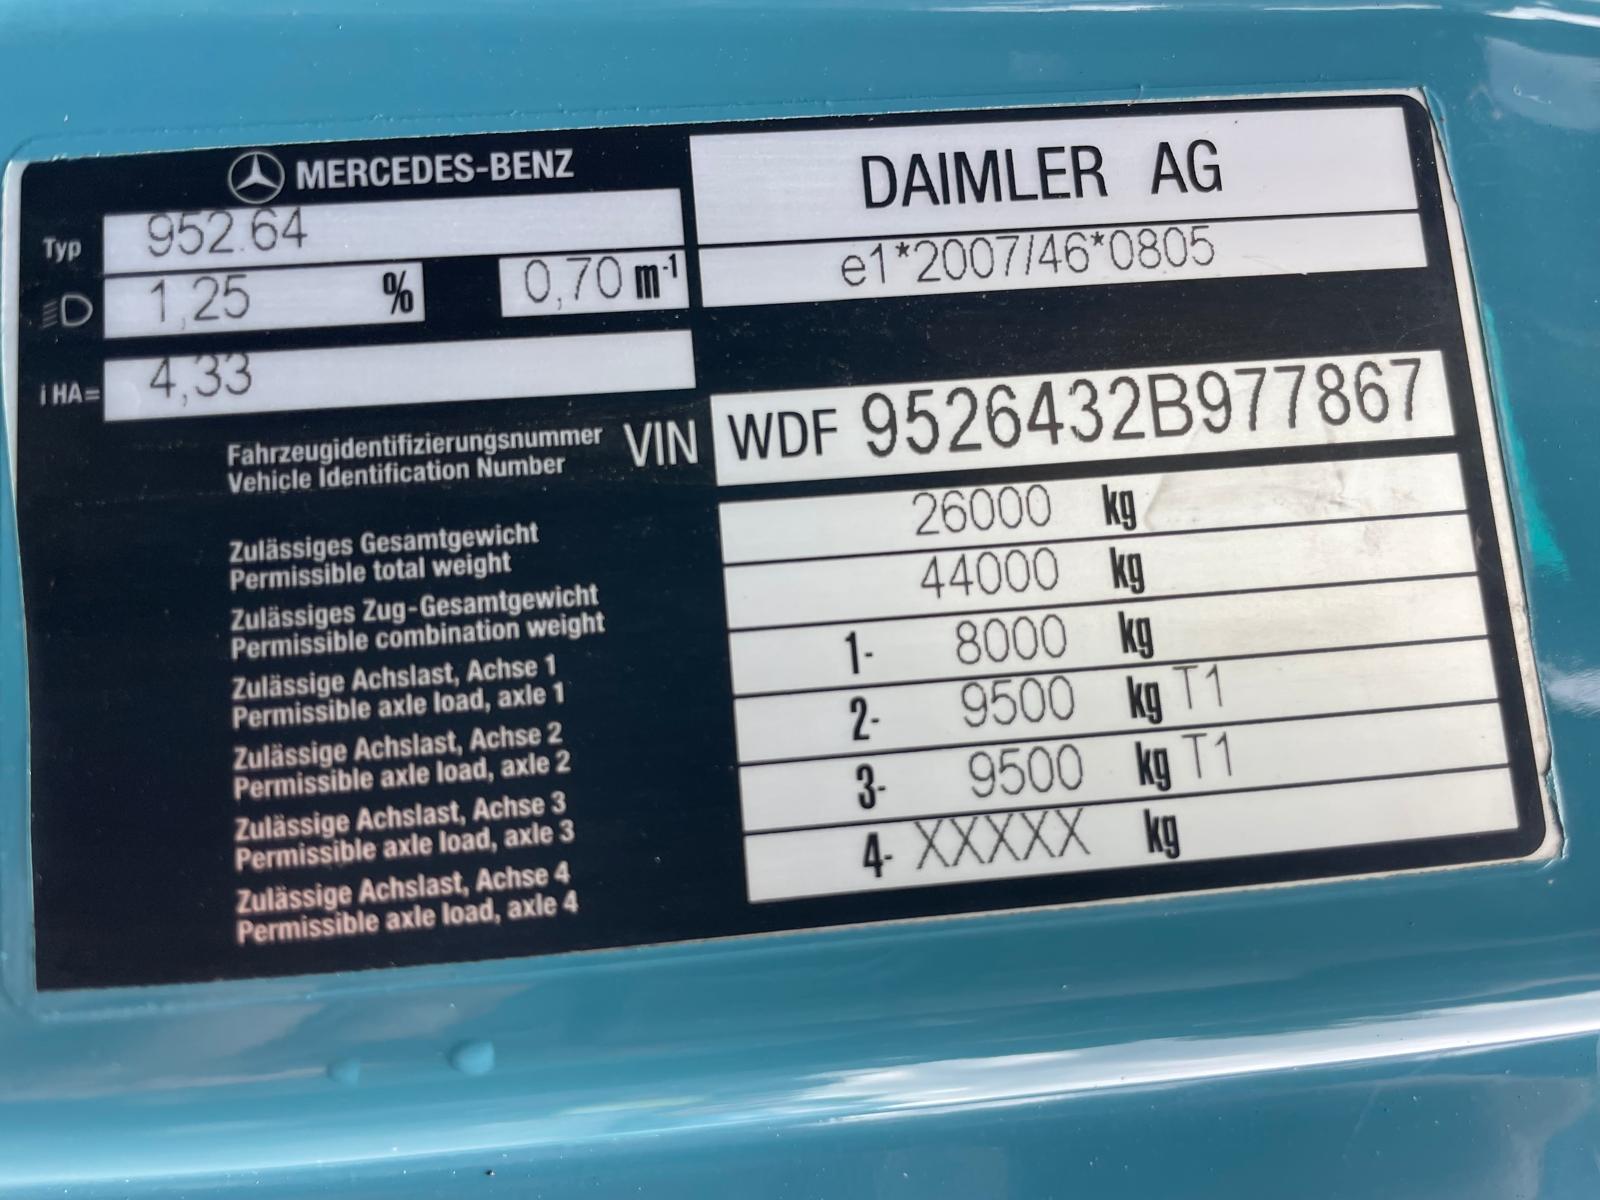 MERCEDES-BENZ
DAIMLER AG
Typ 952.64
e1*2007/46*0805
1,25 % 0,70 m-1
i HA= 4,33
Fahrzeugidentifizierungsnummer
Vehicle Identification Number
VIN WDF 9526432B977867
Zulässiges Gesamtgewicht
Permissible total weight
26000 kg
Zulässiges Zug-Gesamtgewicht
Permissible combination weight
44000 kg
Zulässige Achslast, Achse 1
Permissible axle load, axle 1
1- 8000 kg
Zulässige Achslast, Achse 2
Permissible axle load, axle 2
2- 9500 kg T1
Zulässige Achslast, Achse 3
Permissible axle load, axle 3
3- 9500 kg T1
Zulässige Achslast, Achse 4
Permissible axle load, axle 4
4- XXXXX kg